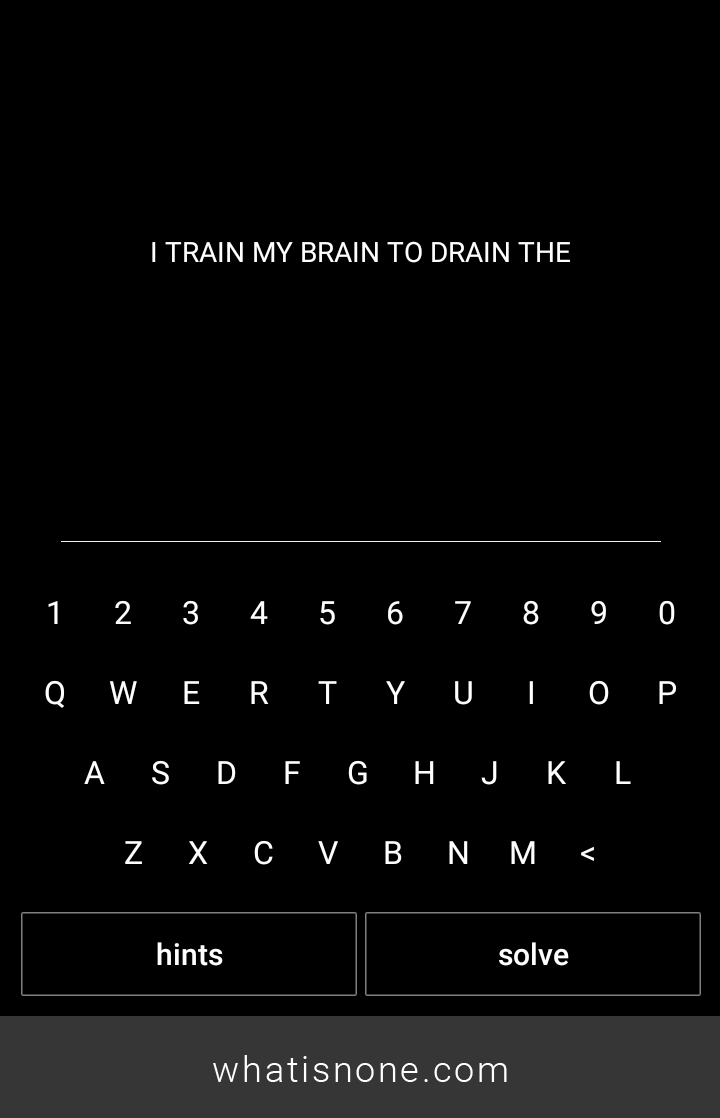 I TRAIN MY BRAIN TO DRAIN THE
1 2 3 4 5 6 7 8 9 0
Q W E R T Y U I O P
A S D F G H J K L
Z X C V B N M <
hints solve
whatisnone.com